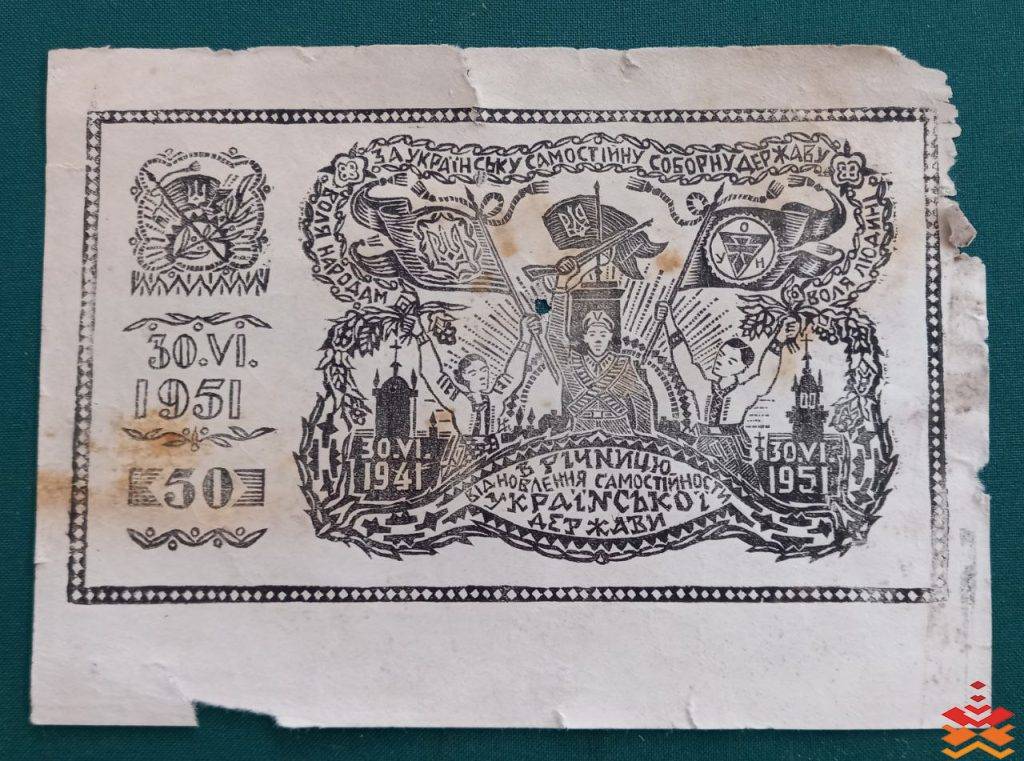 30.VI.
1951
50
ЗА УКРАЇНСЬКУ САМОСТІЙНУ СОБОРНУ ДЕРЖАВУ
ВОЛЯ НАРОДАМ
ВОЛЯ ЛЮДИНІ
О
У Н
30.VI.
1941
30.VI.
1951
В РІЧНИЦЮ
ВІДНОВЛЕННЯ САМОСТІЙНОСТИ
УКРАЇНСЬКОЇ
ДЕРЖАВИ